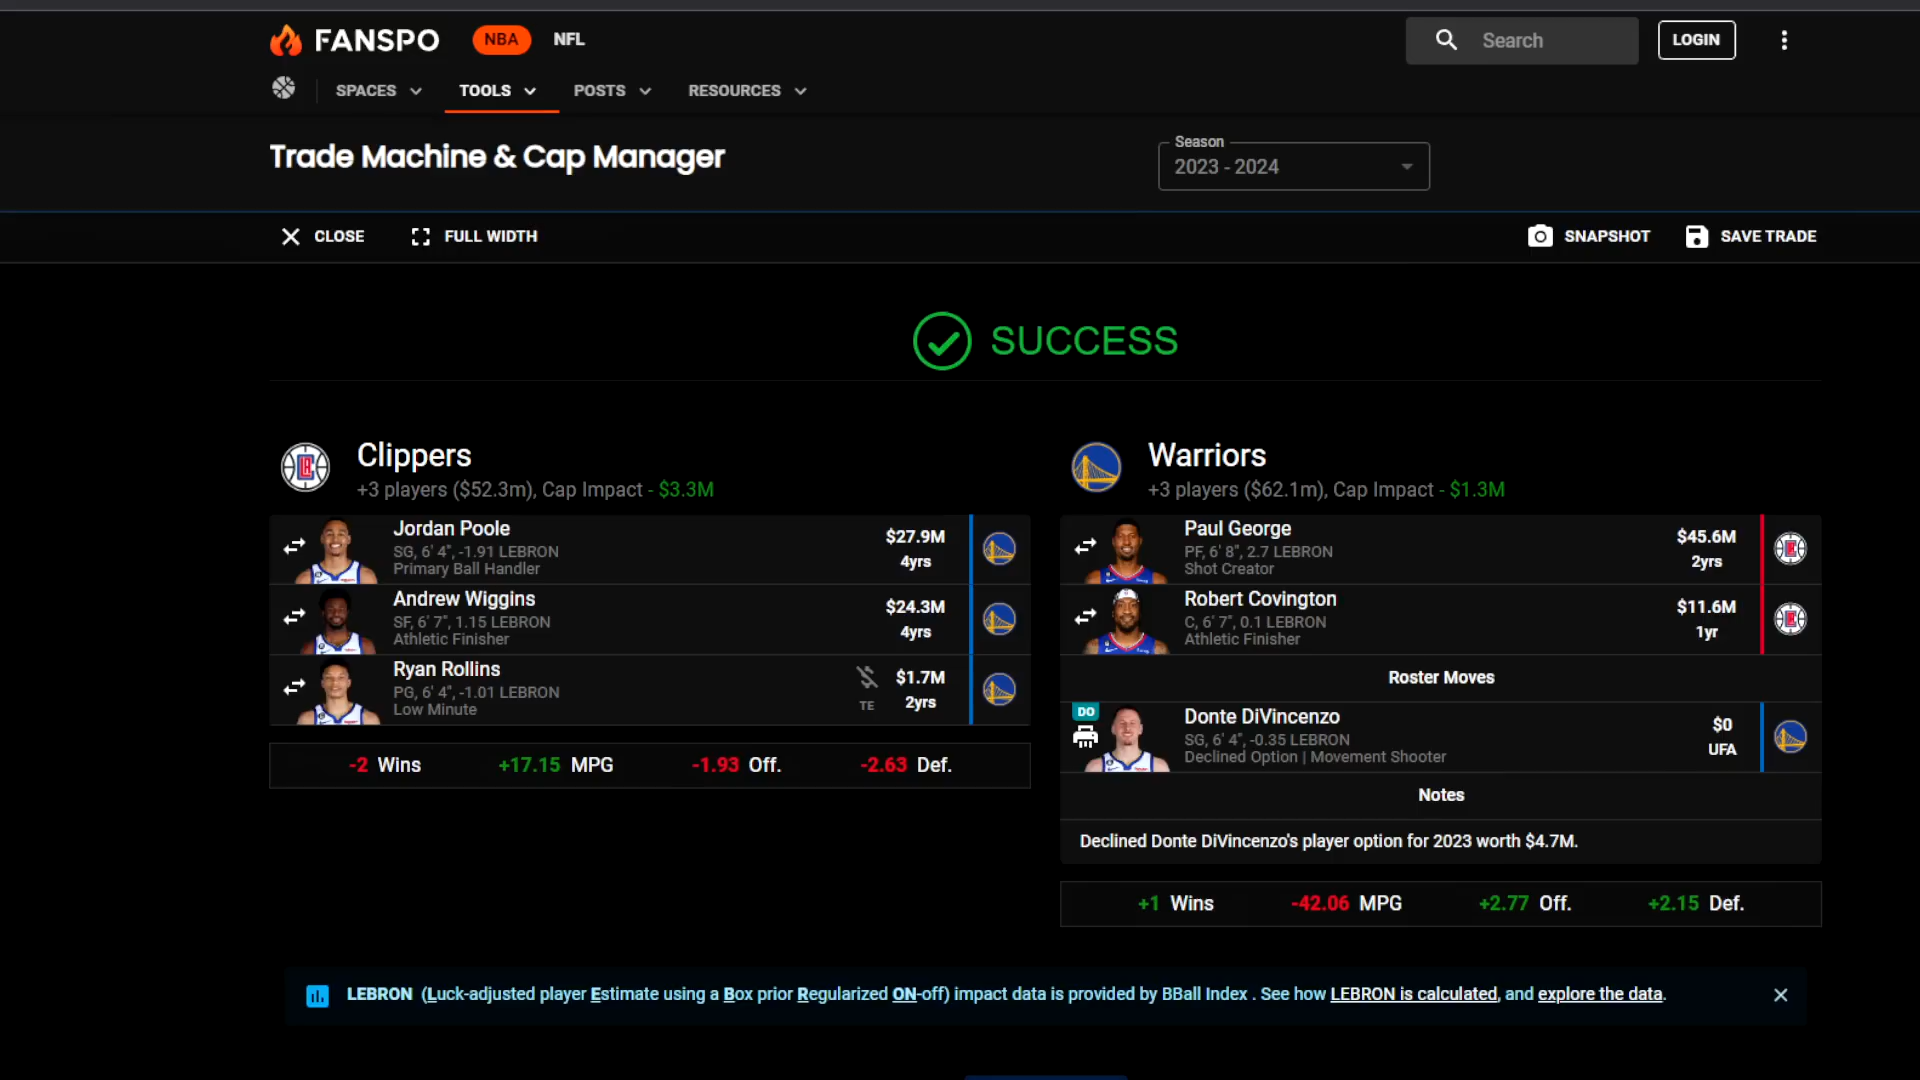 FANSPO
NBA
NFL
Search
LOGIN
SPACES
TOOLS
POSTS
RESOURCES
Trade Machine & Cap Manager
Season
2023 - 2024
CLOSE
FULL WIDTH
SNAPSHOT
SAVE TRADE
SUCCESS
Clippers
+3 players ($52.3m), Cap Impact - $3.3M
Jordan Poole
SG, 6' 4", -1.91 LEBRON
Primary Ball Handler
$27.9M
4yrs
Andrew Wiggins
SF, 6' 7", 1.15 LEBRON
Athletic Finisher
$24.3M
4yrs
Ryan Rollins
PG, 6' 4", -1.01 LEBRON
Low Minute
TE
$1.7M
2yrs
-2 Wins
+17.15 MPG
-1.93 Off.
-2.63 Def.
Warriors
+3 players ($62.1m), Cap Impact - $1.3M
Paul George
PF, 6' 8", 2.7 LEBRON
Shot Creator
$45.6M
2yrs
Robert Covington
C, 6' 7", 0.1 LEBRON
Athletic Finisher
$11.6M
1yr
Roster Moves
DO
Donte DiVincenzo
SG, 6' 4", -0.35 LEBRON
Declined Option | Movement Shooter
$0
UFA
Notes
Declined Donte DiVincenzo's player option for 2023 worth $4.7M.
+1 Wins
-42.06 MPG
+2.77 Off.
+2.15 Def.
LEBRON (Luck-adjusted player Estimate using a Box prior Regularized ON-off) impact data is provided by BBall Index . See how LEBRON is calculated, and explore the data.